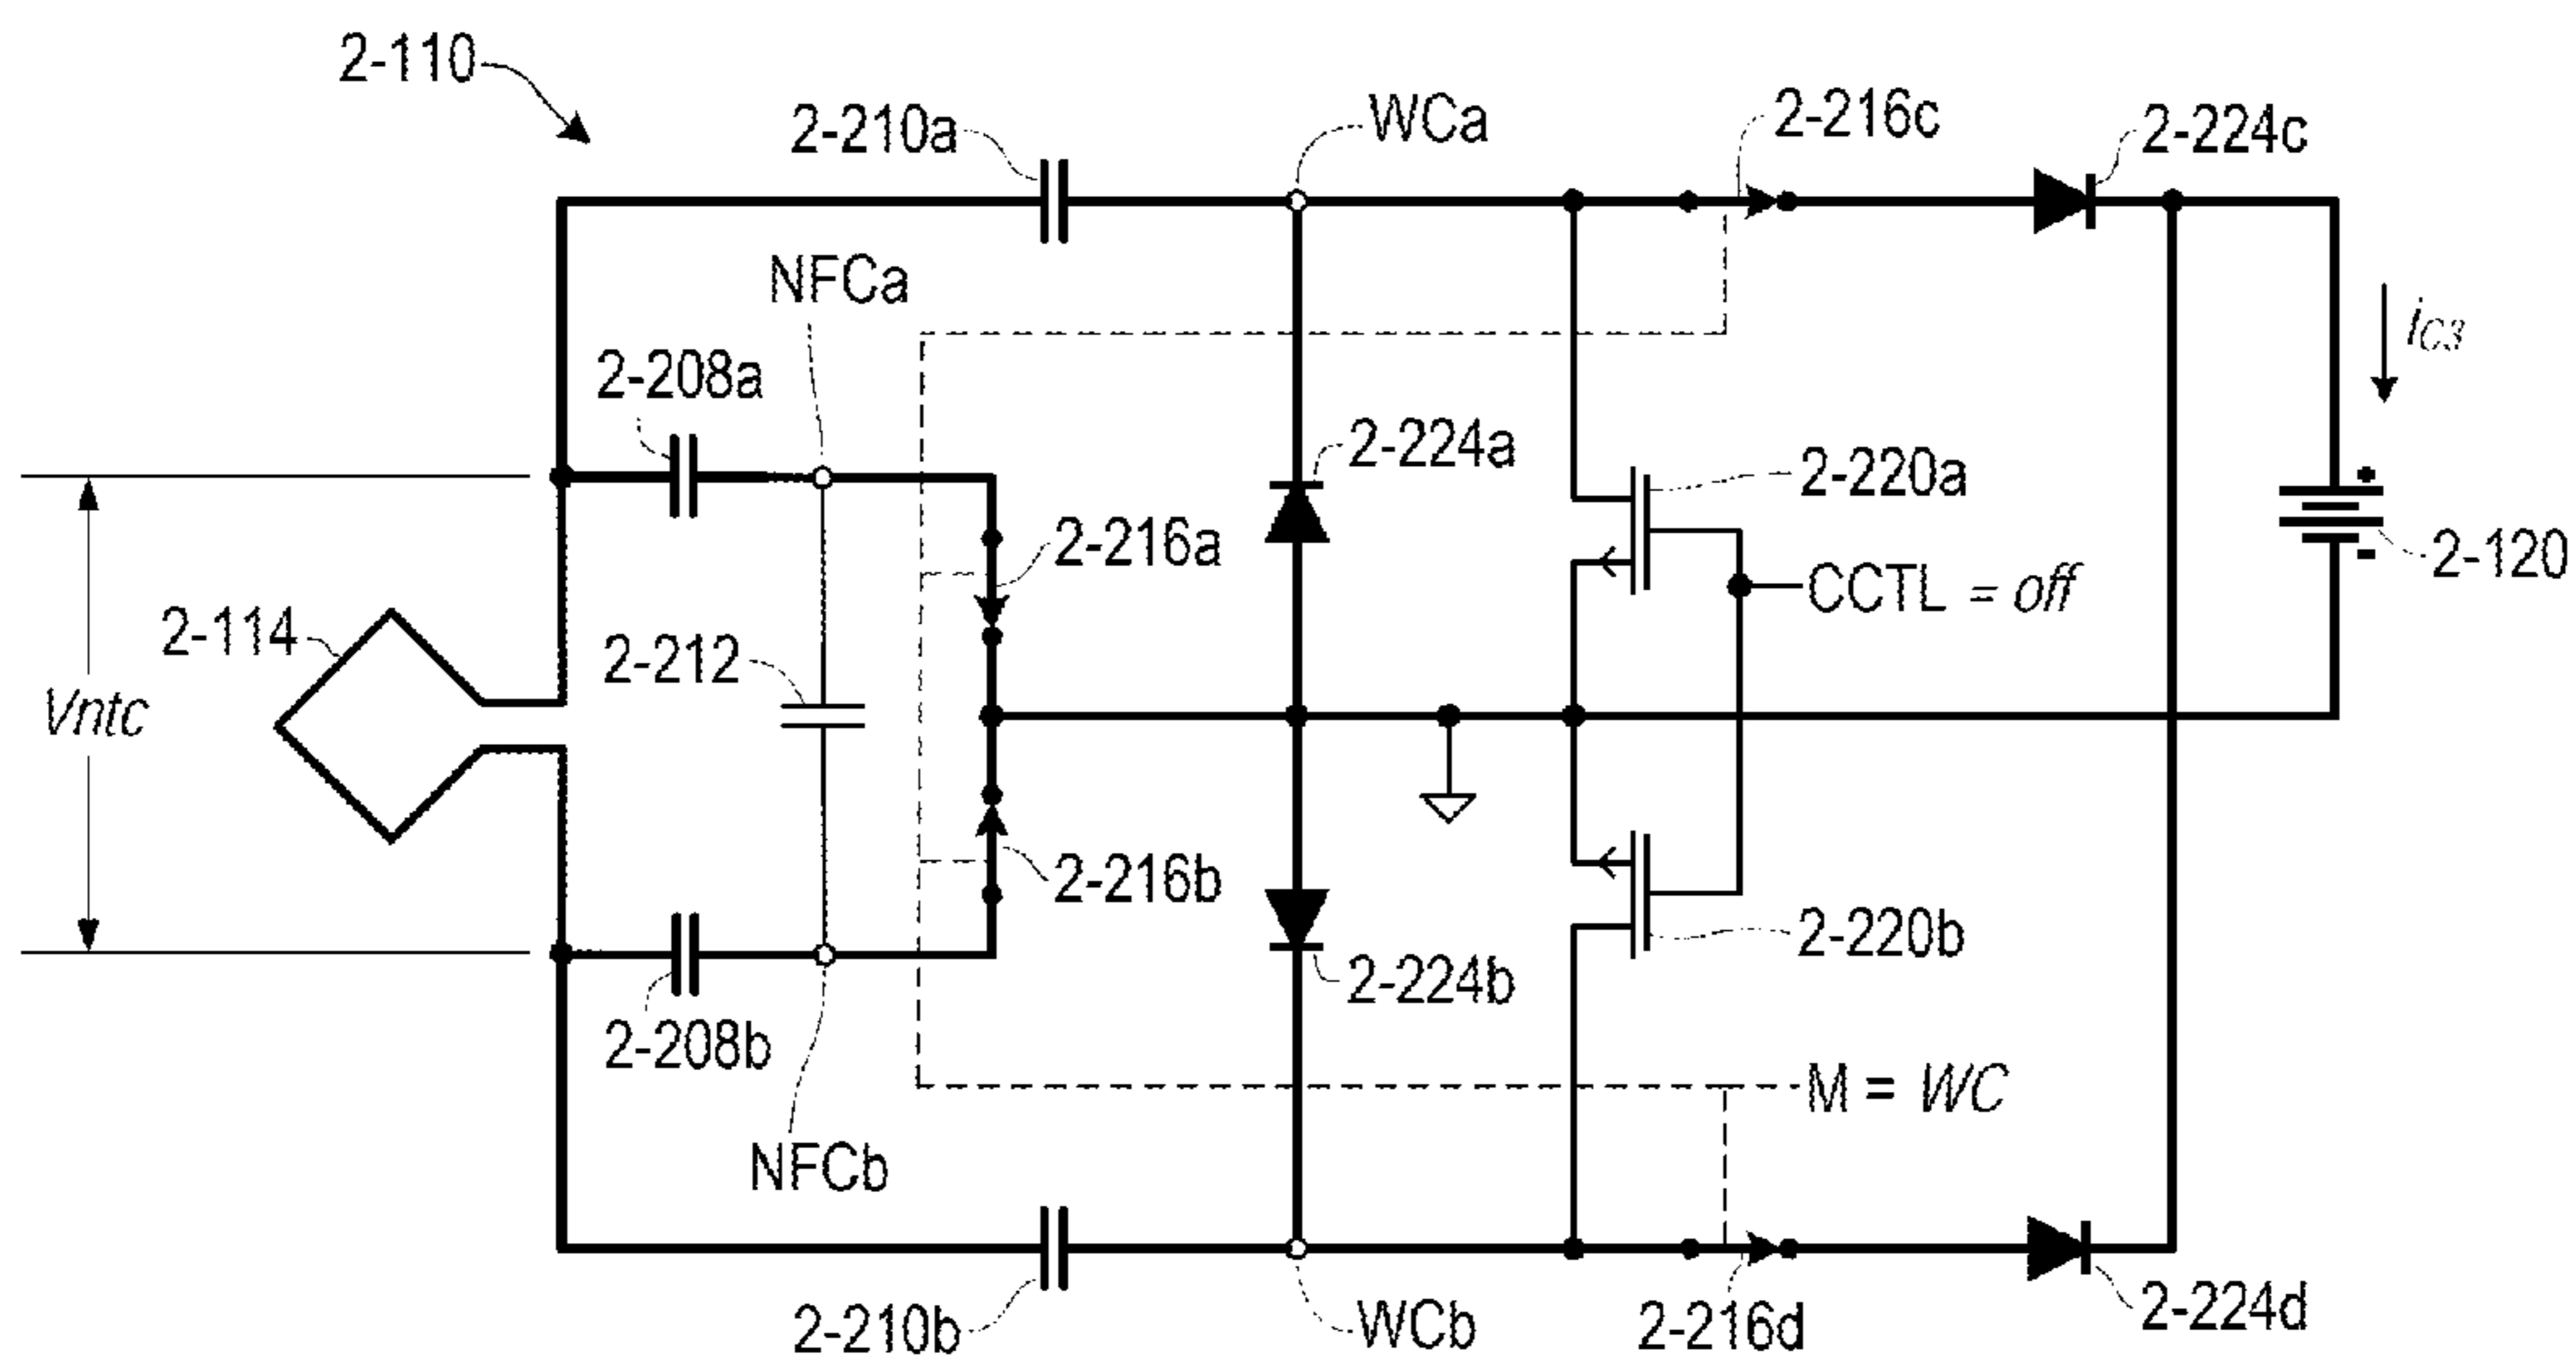 2-110
2-210a
WCa
2-216c
2-224c
NFCa
2-208a
iC3
2-224a
2-220a
2-216a
2-120
CCTL = off
2-114
2-212
Vntc
2-216b
2-220b
2-224b
2-208b
M = WC
NFCb
2-210b
WCb
2-216d
2-224d